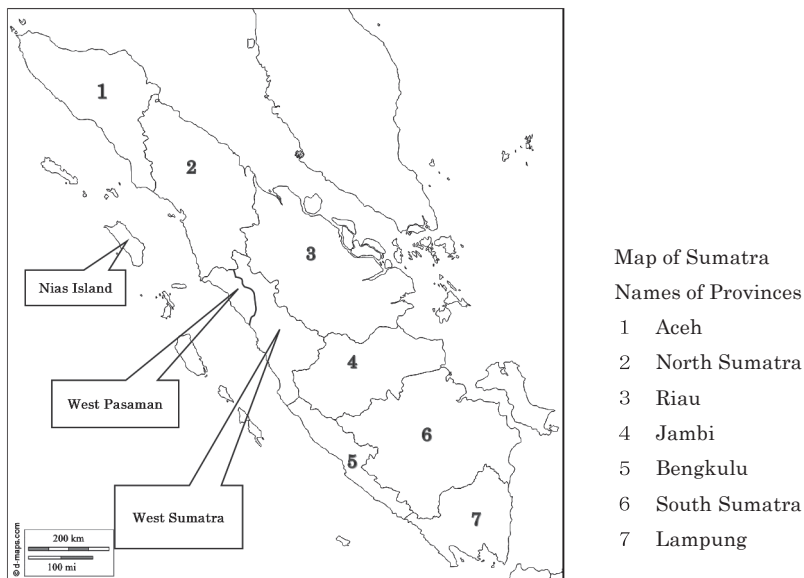 1
2
3
Nias Island
4
West Pasaman
6
5
West Sumatra
7
200 km
100 mi
© d-maps.com
Map of Sumatra
Names of Provinces
1 Aceh
2 North Sumatra
3 Riau
4 Jambi
5 Bengkulu
6 South Sumatra
7 Lampung